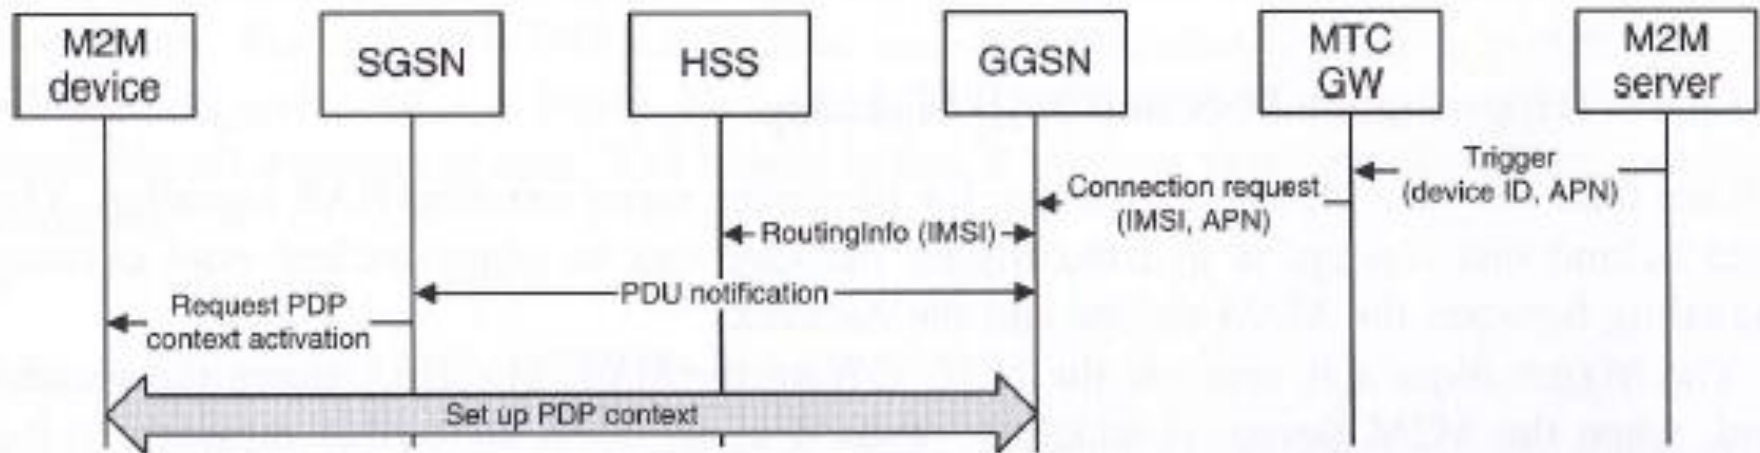 M2M
device
SGSN
HSS
GGSN
MTC
GW
M2M
server
Trigger
(device ID, APN)
Connection request
(IMSI, APN)
RoutingInfo (IMSI)
PDU notification
Request PDP
context activation
Set up PDP context